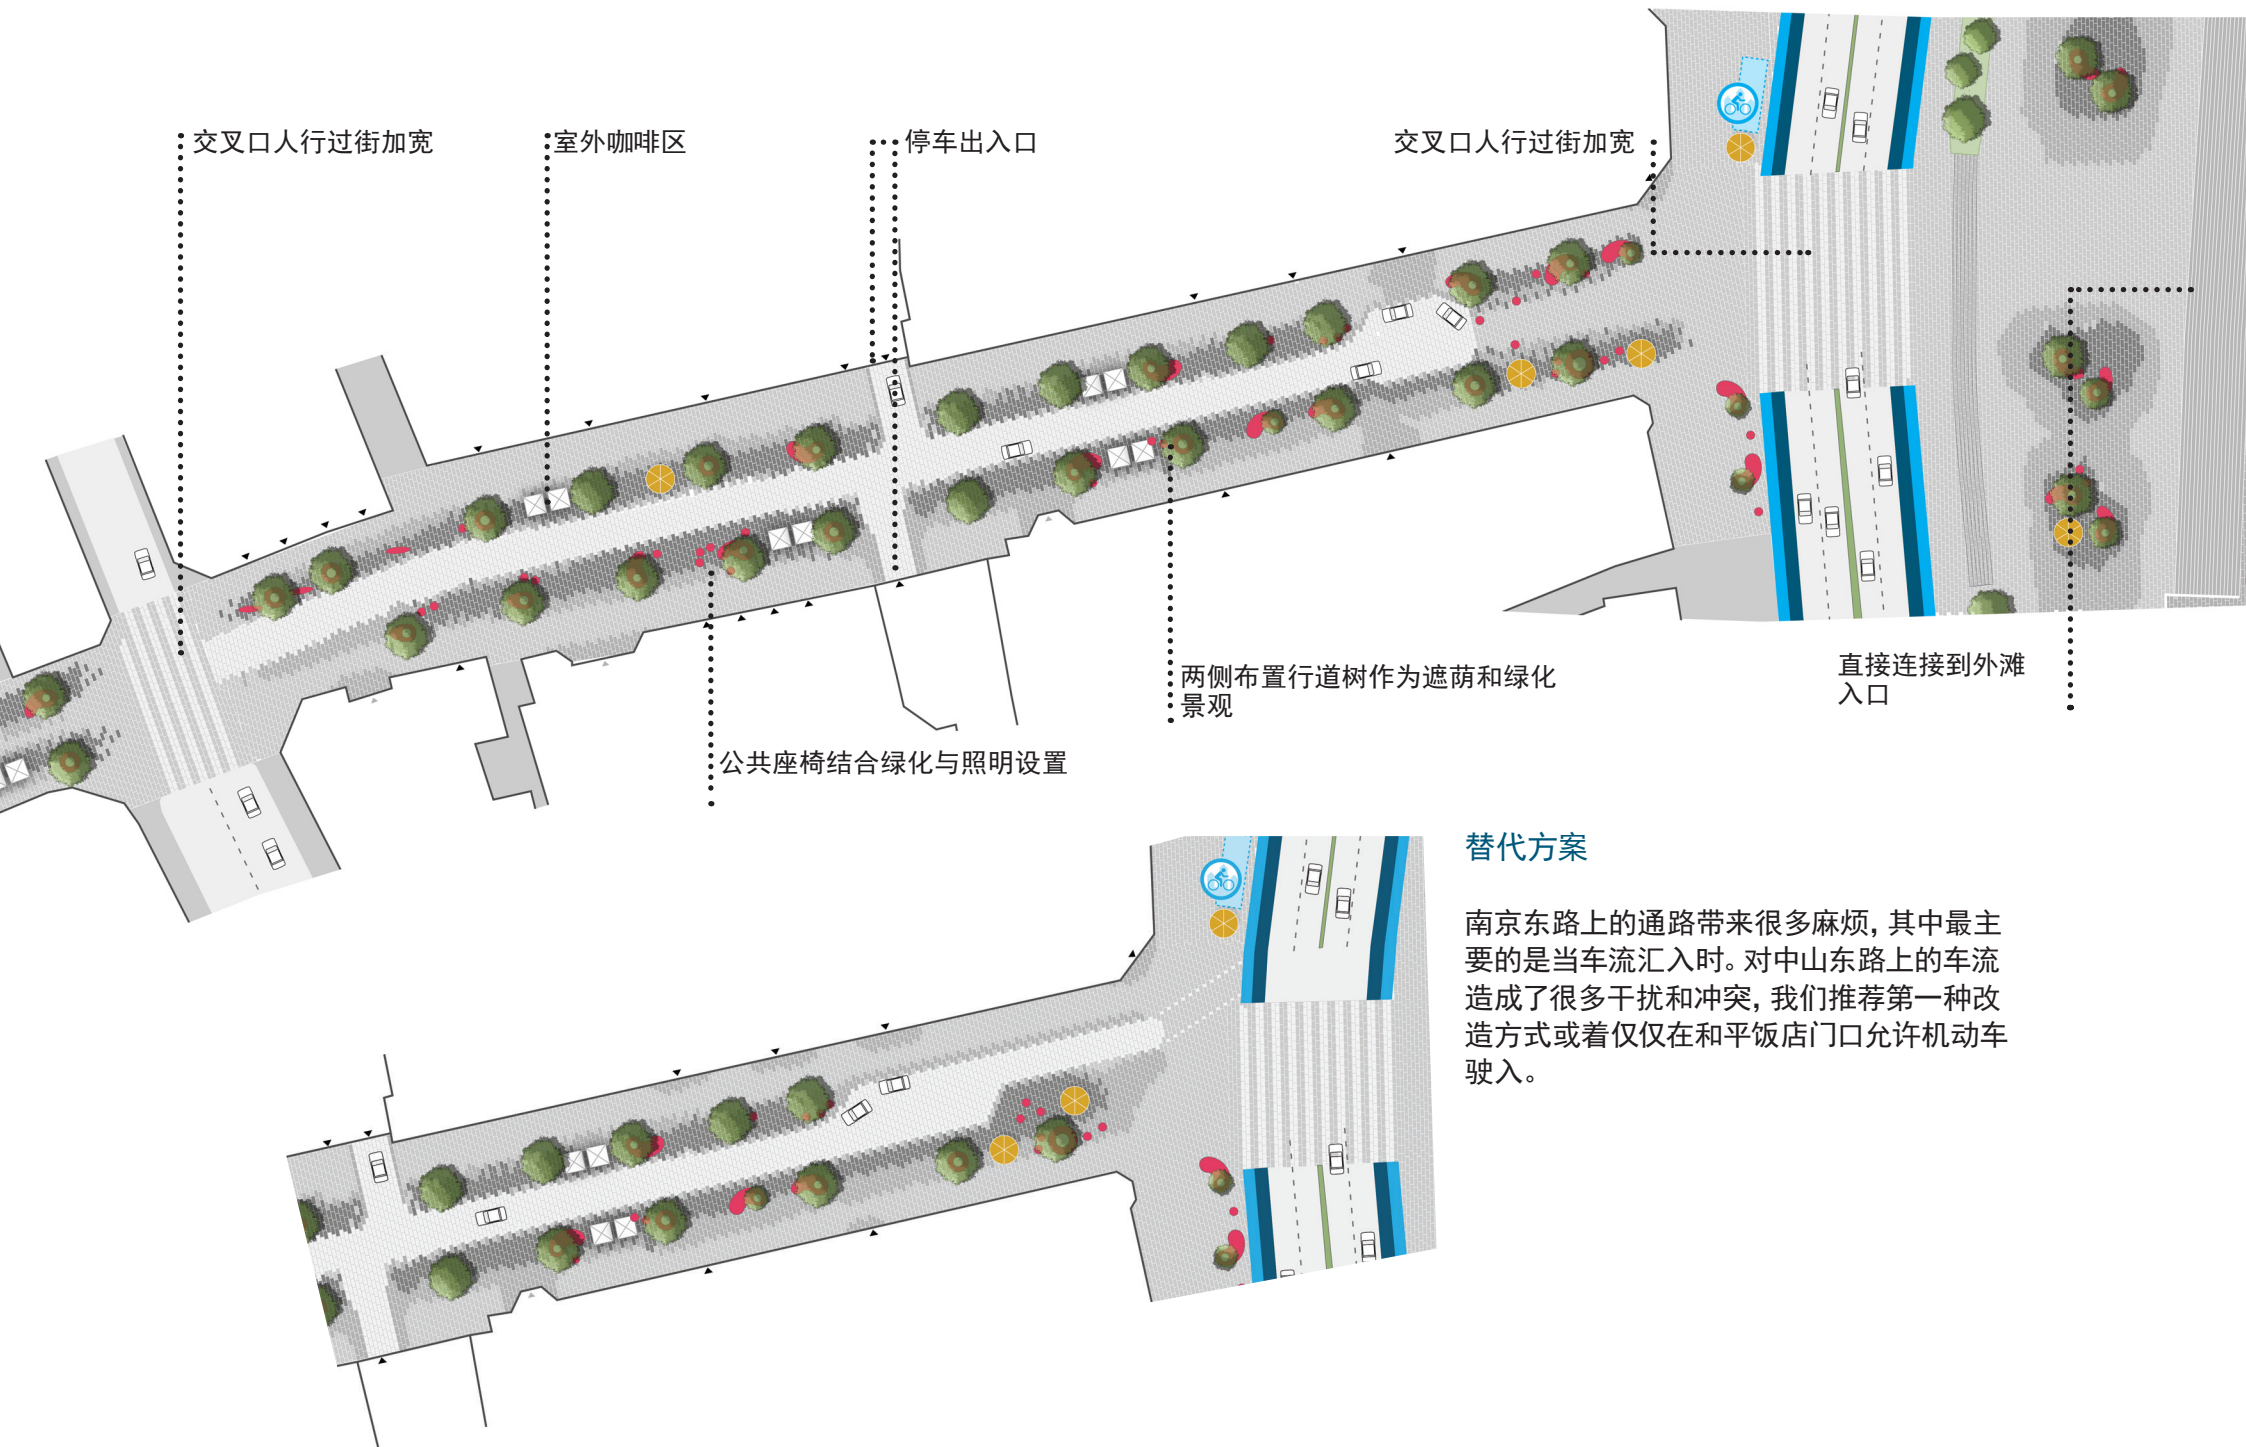 交叉口人行过街加宽
室外咖啡区
停车出入口
交叉口人行过街加宽
两侧布置行道树作为遮荫和绿化
景观
直接连接到外滩
入口
公共座椅结合绿化与照明设置
替代方案
南京东路上的通路带来很多麻烦，其中最主
要的是当车流汇入时。对中山东路上的车流
造成了很多干扰和冲突，我们推荐第一种改
造方式或着仅仅在和平饭店门口允许机动车
驶入。